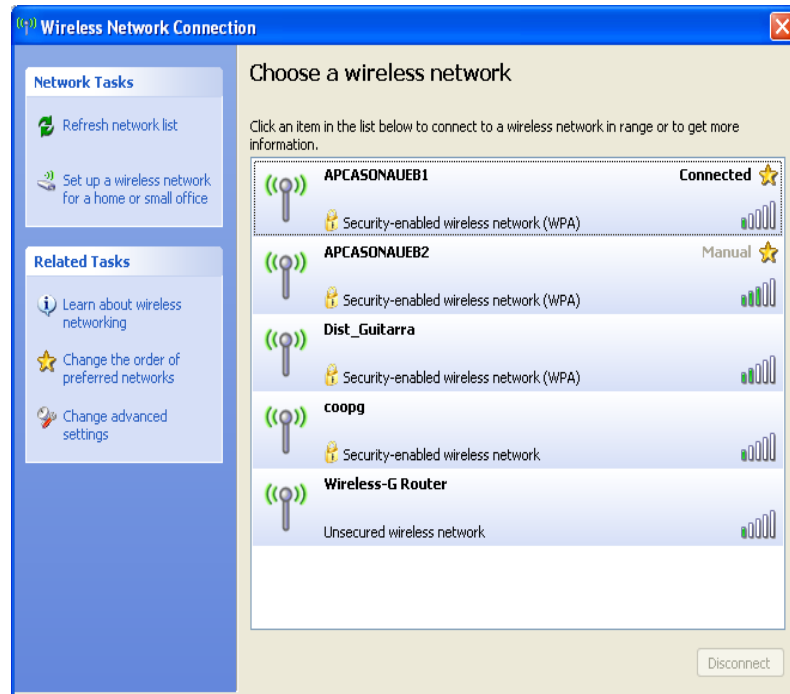 Wireless Network Connection
Network Tasks
Refresh network list
Set up a wireless network
for a home or small office
Related Tasks
Learn about wireless
networking
Change the order of
preferred networks
Change advanced
settings
Choose a wireless network
Click an item in the list below to connect to a wireless network in range or to get more
information.
APCASONAUEB1 Connected
Security-enabled wireless network (WPA)
APCASONAUEB2 Manual
Security-enabled wireless network (WPA)
Dist_Guitarra
Security-enabled wireless network (WPA)
coopg
Security-enabled wireless network
Wireless-G Router
Unsecured wireless network
Disconnect